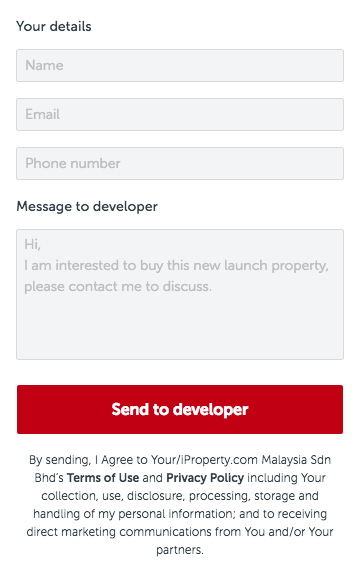 Your details
Name
Email
Phone number
Message to developer
Hi,
I am interested to buy this new launch property,
please contact me to discuss.
Send to developer
By sending, I Agree to Your/iProperty.com Malaysia Sdn
Bhd's Terms of Use and Privacy Policy including Your
collection, use, disclosure, processing, storage and
handling of my personal information; and to receiving
direct marketing communications from You and/or Your
partners.